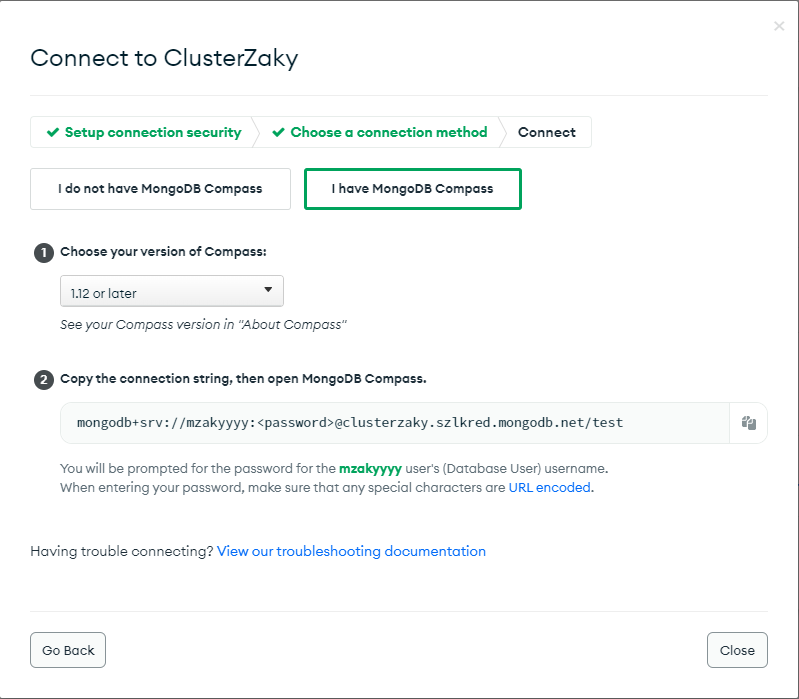 Connect to ClusterZaky
Setup connection security
Choose a connection method
Connect
I do not have MongoDB Compass
I have MongoDB Compass
1 Choose your version of Compass:
1.12 or later
See your Compass version in "About Compass"
2 Copy the connection string, then open MongoDB Compass.
mongodb+srv://mzakyyyy:<password>@clusterzaky.szlkred.mongodb.net/test
You will be prompted for the password for the mzakyyyy user's (Database User) username.
When entering your password, make sure that any special characters are URL encoded.
Having trouble connecting? View our troubleshooting documentation
Go Back
Close